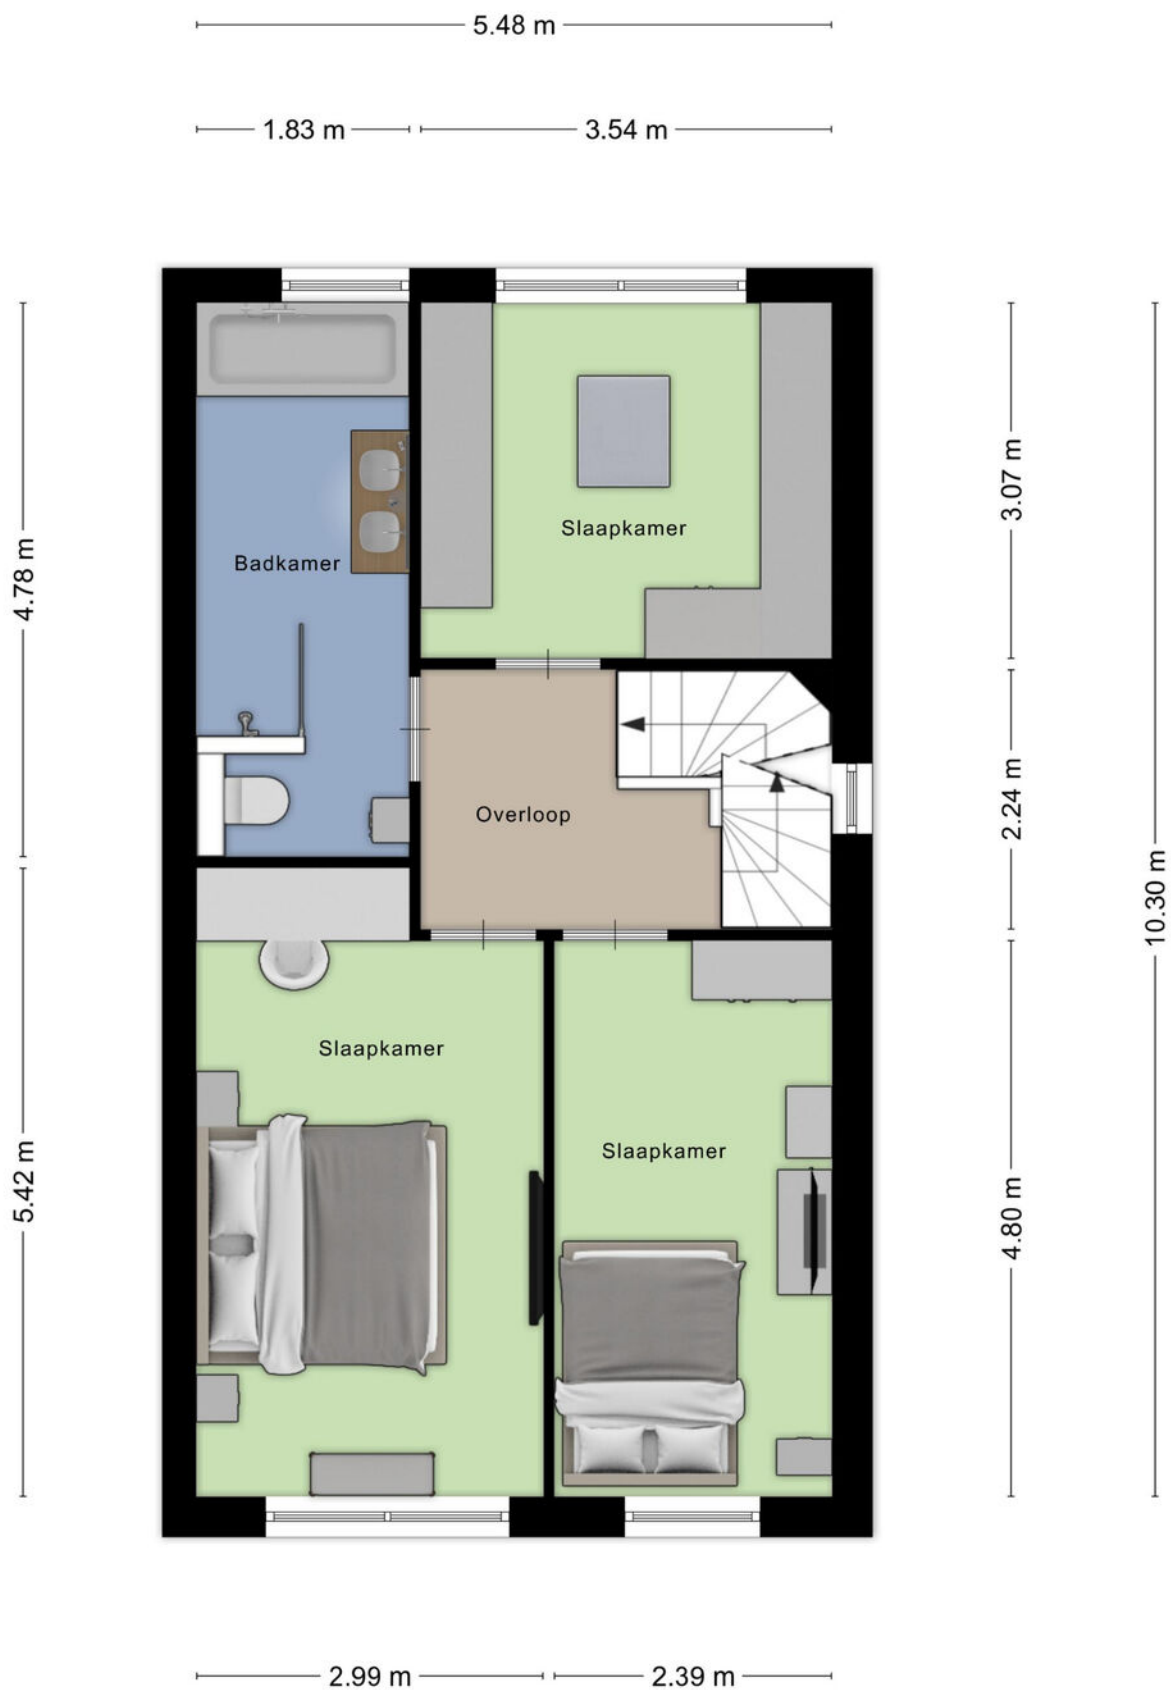 5.48 m
1.83 m
3.54 m
3.07 m
Slaapkamer
4.78 m
Badkamer
2.24 m
Overloop
10.30 m
Slaapkamer
Slaapkamer
5.42 m
4.80 m
2.99 m
2.39 m